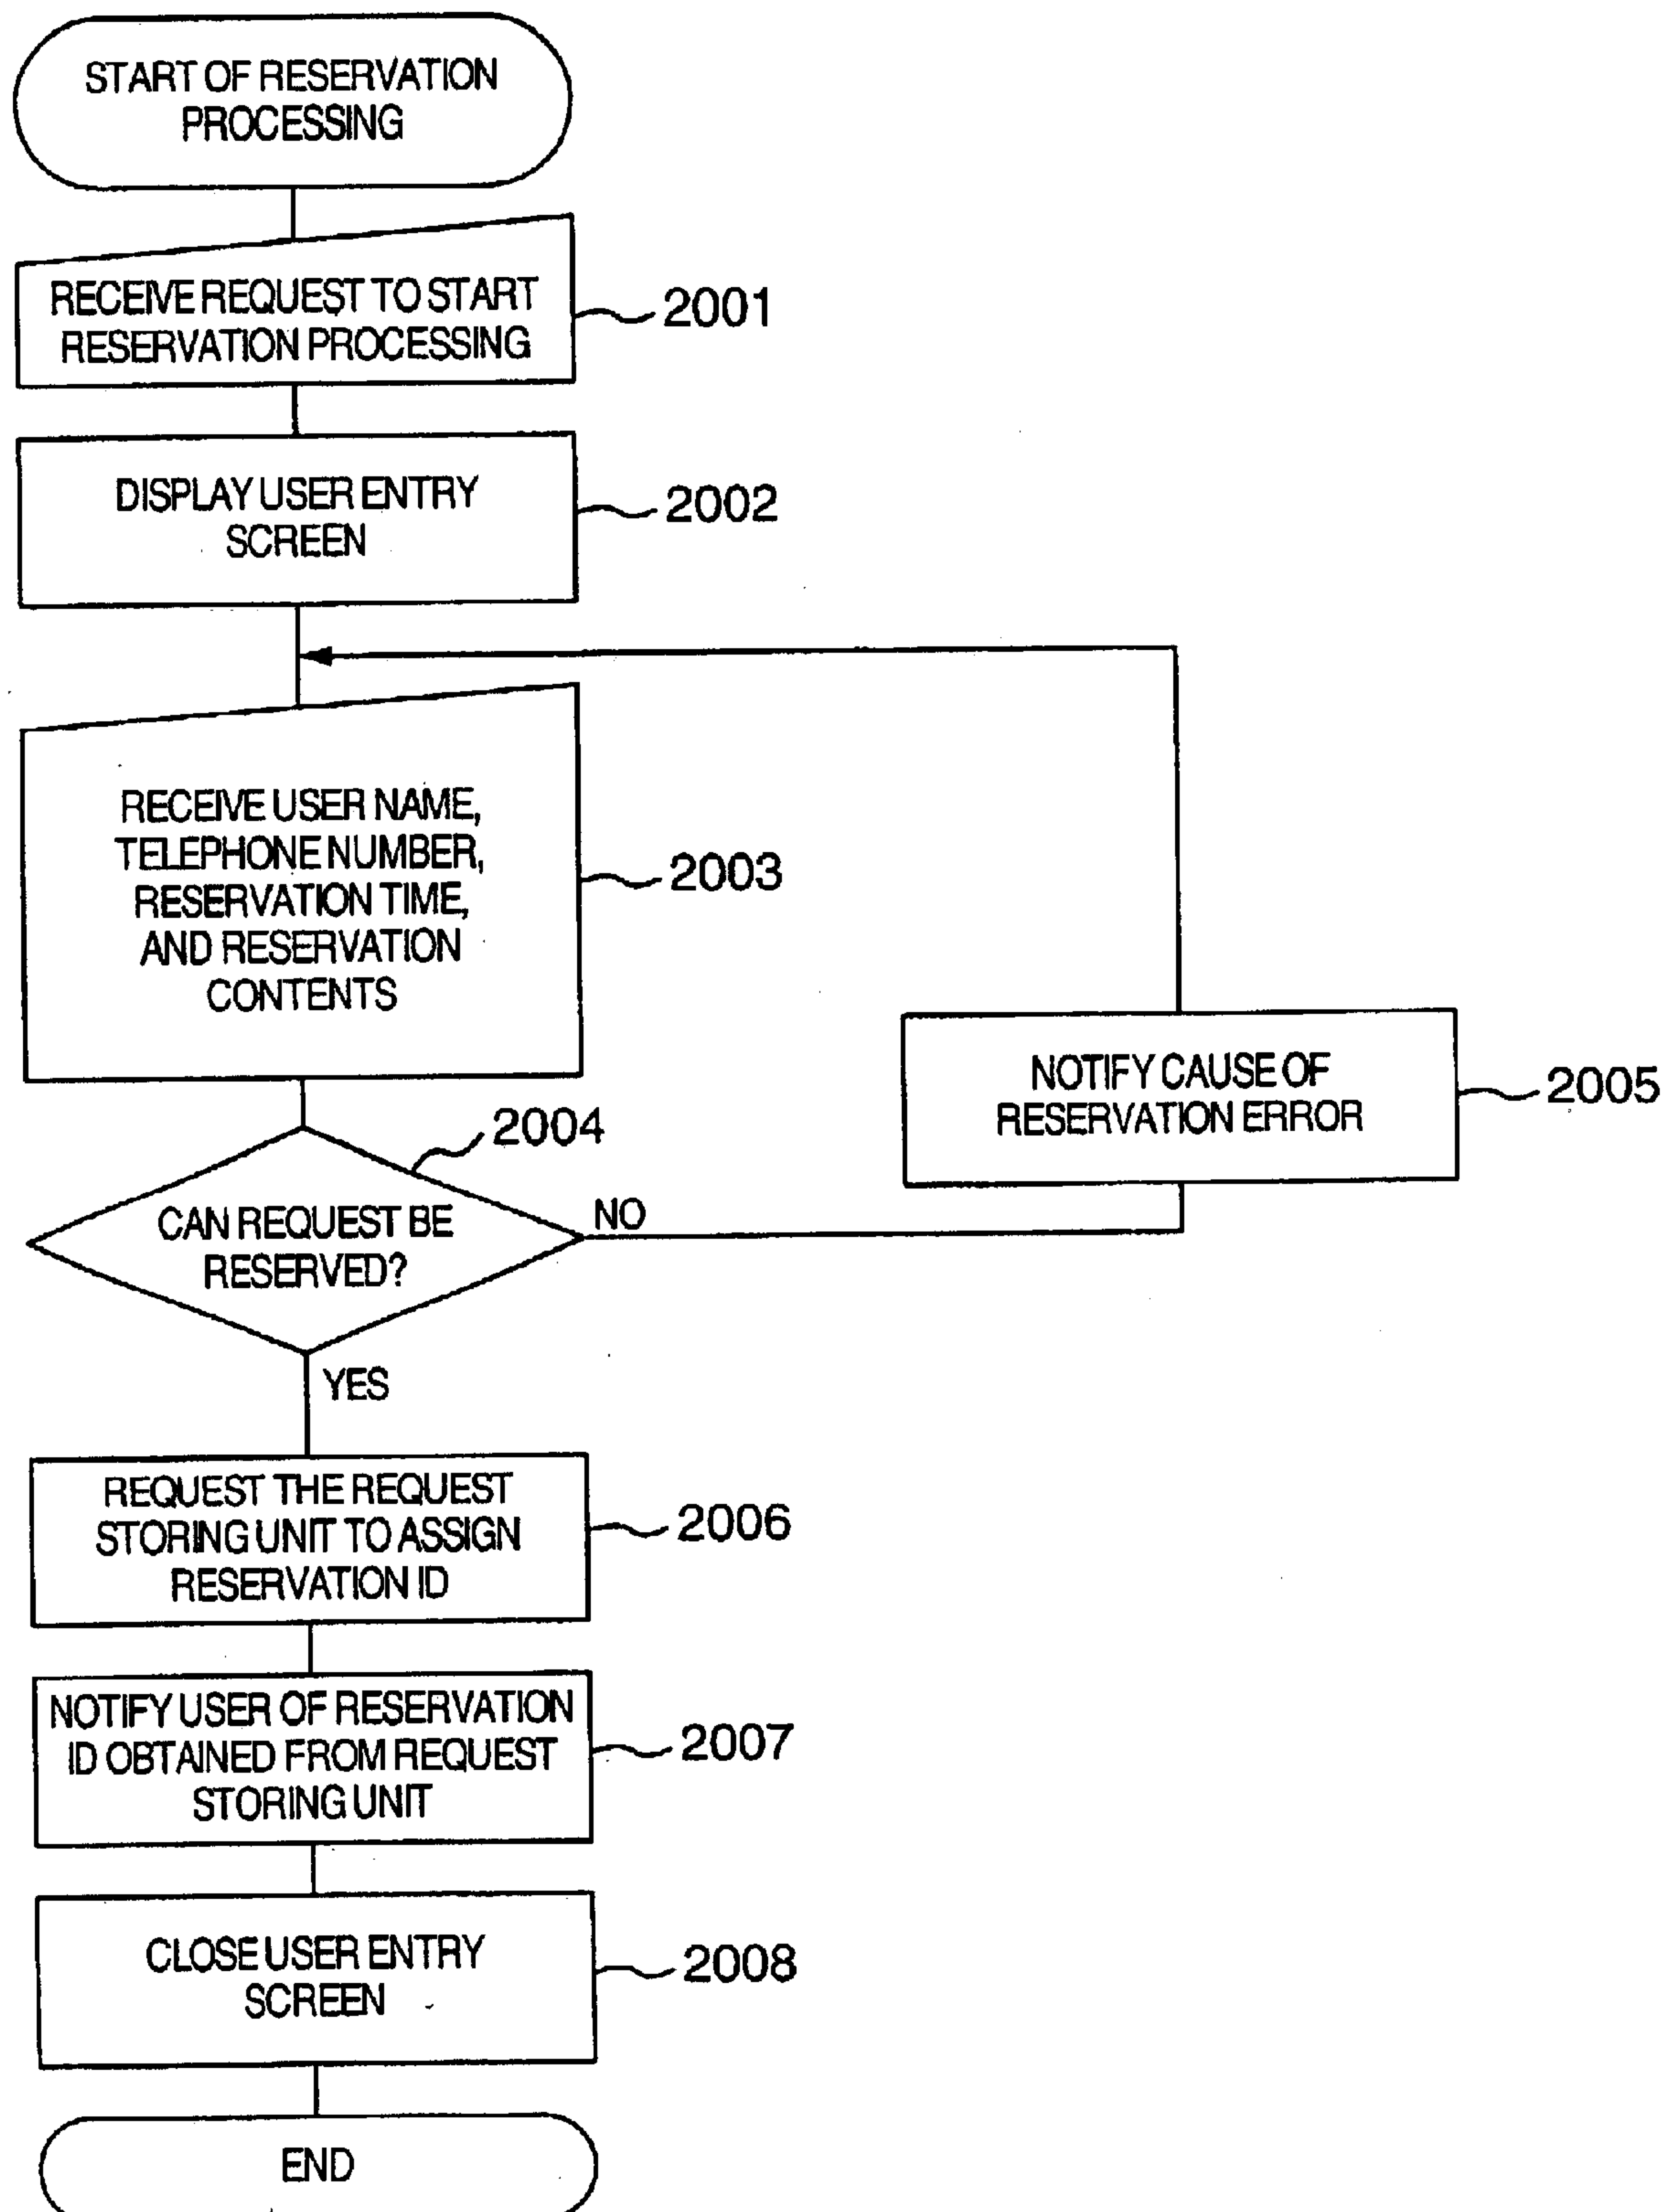 START OF RESERVATION
PROCESSING
RECEIVE REQUEST TO START
RESERVATION PROCESSING
2001
DISPLAY USER ENTRY
SCREEN
2002
RECEIVE USER NAME,
TELEPHONE NUMBER,
RESERVATION TIME,
AND RESERVATION
CONTENTS
2003
2004
CAN REQUEST BE
RESERVED?
NO
NOTIFY CAUSE OF
RESERVATION ERROR
2005
YES
REQUEST THE REQUEST
STORING UNIT TO ASSIGN
RESERVATION ID
2006
NOTIFY USER OF RESERVATION
ID OBTAINED FROM REQUEST
STORING UNIT
2007
CLOSE USER ENTRY
SCREEN
2008
END